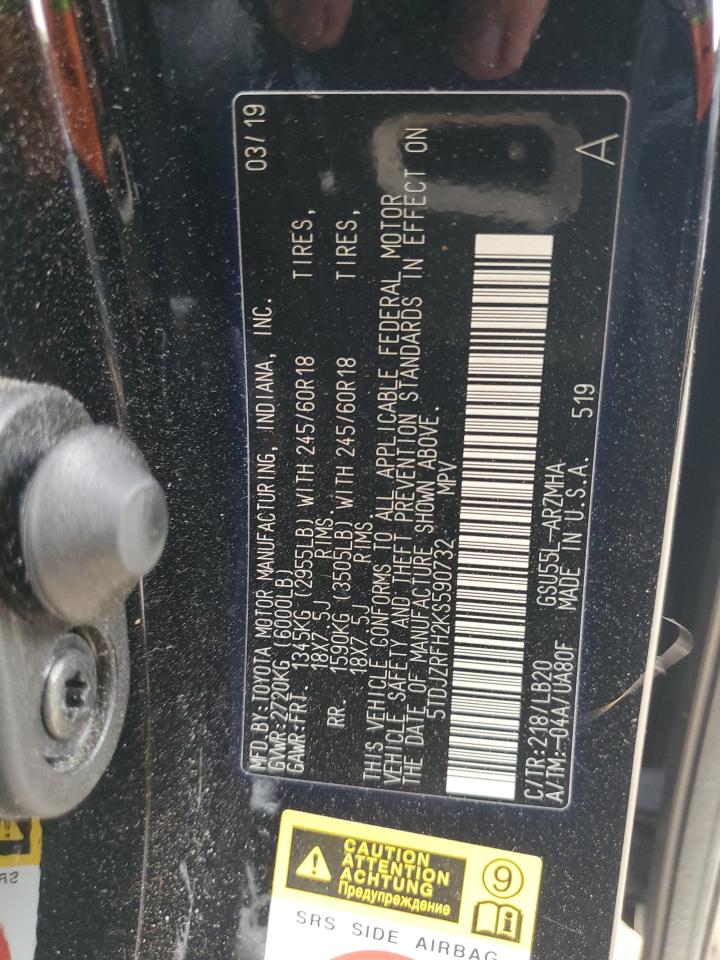 MFD.BY:TOYOTA MOTOR MANUFACTURING, INDIANA, INC. 03/19
GVWR:2720KG (6000LB)
GAWR:FRT. 1345KG (2955LB) WITH 245/60R18 TIRES,
18X7.5J RIMS.
RR. 1590KG (3505LB) WITH 245/60R18 TIRES,
18X7.5J RIMS.
THIS VEHICLE CONFORMS TO ALL APPLICABLE FEDERAL MOTOR
VEHICLE SAFETY AND THEFT PREVENTION STANDARDS IN EFFECT ON
THE DATE OF MANUFACTURE SHOWN ABOVE.
5TDJZRFH2KS590732 MPV
C/TR:218/LB20 GSU55L-ARZMHA
A/TM:-04A/UA80F MADE IN U.S.A. 519 A
CAUTION
ATTENTION
ACHTUNG
Предупреждение
9
i
SRS SIDE AIRBAG